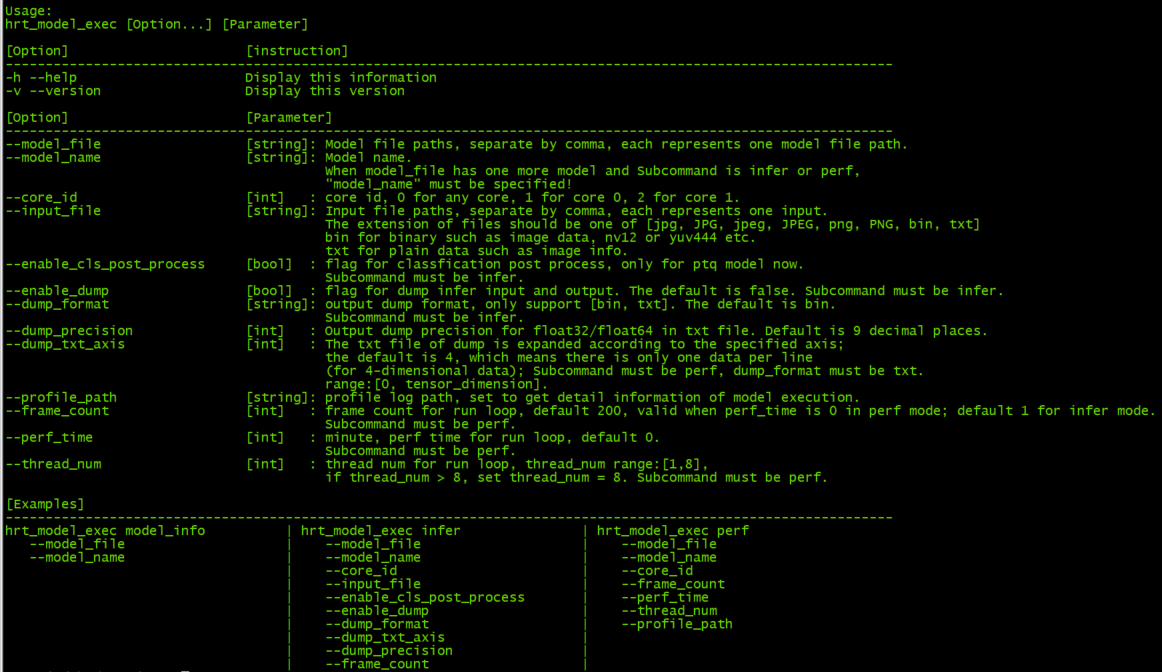 Usage:
hrt_model_exec [Option...] [Parameter]
[Option] [instruction]
---------------------------------------------------------------------------------------------------------------
-h --help Display this information
-v --version Display this version
[Option] [Parameter]
---------------------------------------------------------------------------------------------------------------
--model_file [string]: Model file paths, separate by comma, each represents one model file path.
--model_name [string]: Model name.
When model_file has one more model and Subcommand is infer or perf,
"model_name" must be specified!
--core_id [int] : core id, 0 for any core, 1 for core 0, 2 for core 1.
--input_file [string]: Input file paths, separate by comma, each represents one input.
The extension of files should be one of [jpg, JPG, jpeg, JPEG, png, PNG, bin, txt]
bin for binary such as image data, nv12 or yuv444 etc.
txt for plain data such as image info.
--enable_cls_post_process [bool] : flag for classfication post process, only for ptq model now.
Subcommand must be infer.
--enable_dump [bool] : flag for dump infer input and output. The default is false. Subcommand must be infer.
--dump_format [string]: output dump format, only support [bin, txt]. The default is bin.
Subcommand must be infer.
--dump_precision [int] : Output dump precision for float32/float64 in txt file. Default is 9 decimal places.
--dump_txt_axis [int] : The txt file of dump is expanded according to the specified axis;
the default is 4, which means there is only one data per line
(for 4-dimensional data); Subcommand must be perf, dump_format must be txt.
range:[0, tensor_dimension].
--profile_path [string]: profile log path, set to get detail information of model execution.
--frame_count [int] : frame count for run loop, default 200, valid when perf_time is 0 in perf mode; default 1 for infer mode.
Subcommand must be perf.
--perf_time [int] : minute, perf time for run loop, default 0.
Subcommand must be perf.
--thread_num [int] : thread num for run loop, thread_num range:[1,8],
if thread_num > 8, set thread_num = 8. Subcommand must be perf.
[Examples]
---------------------------------------------------------------------------------------------------------------
hrt_model_exec model_info | hrt_model_exec infer | hrt_model_exec perf
--model_file | --model_file | --model_file
--model_name | --model_name | --model_name
| --core_id | --core_id
| --input_file | --frame_count
| --enable_cls_post_process | --perf_time
| --enable_dump | --thread_num
| --dump_format | --profile_path
| --dump_txt_axis |
| --dump_precision |
| --frame_count |